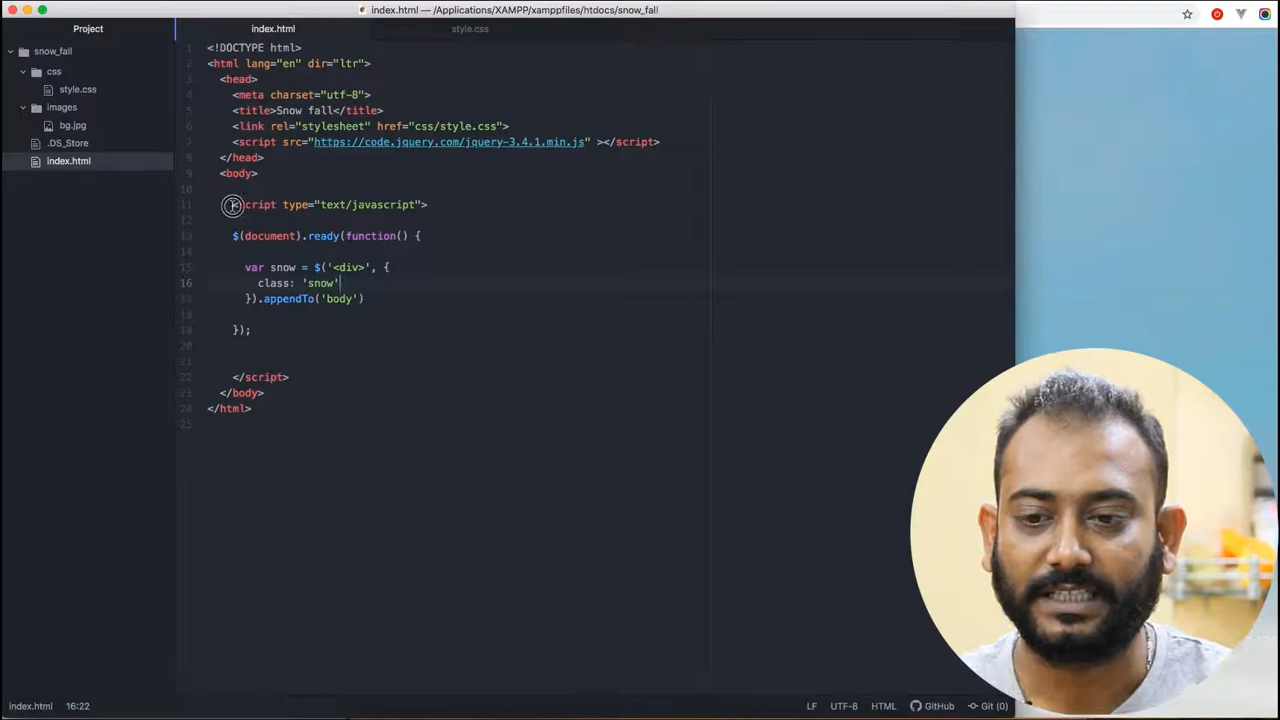 index.html — /Applications/XAMPP/xamppfiles/htdocs/snow_fall
Project
index.html
style.css
snow_fall
css
style.css
images
bg.jpg
.DS_Store
index.html
1 <!DOCTYPE html>
2 <html lang="en" dir="ltr">
3 <head>
4 <meta charset="utf-8">
5 <title>Snow fall</title>
6 <link rel="stylesheet" href="css/style.css">
7 <script src="https://code.jquery.com/jquery-3.4.1.min.js" ></script>
8 </head>
9 <body>
10
11 <script type="text/javascript">
12
13 $(document).ready(function() {
14
15 var snow = $('<div>', {
16 class: 'snow'
17 }).appendTo('body')
18
19 });
20
21
22 </script>
23 </body>
24 </html>
25
index.html 16:22 LF UTF-8 HTML GitHub Git (0)